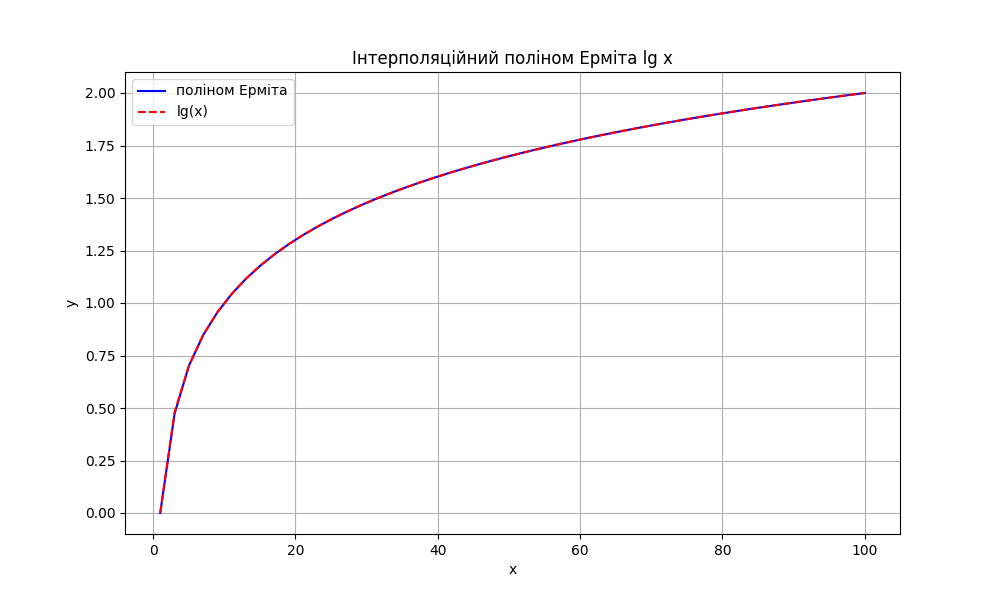 Інтерполяційний поліном Ерміта lg x
поліном Ерміта
lg(x)
2.00
1.75
1.50
1.25
1.00
0.75
0.50
0.25
0.00
y
0 20 40 60 80 100
x